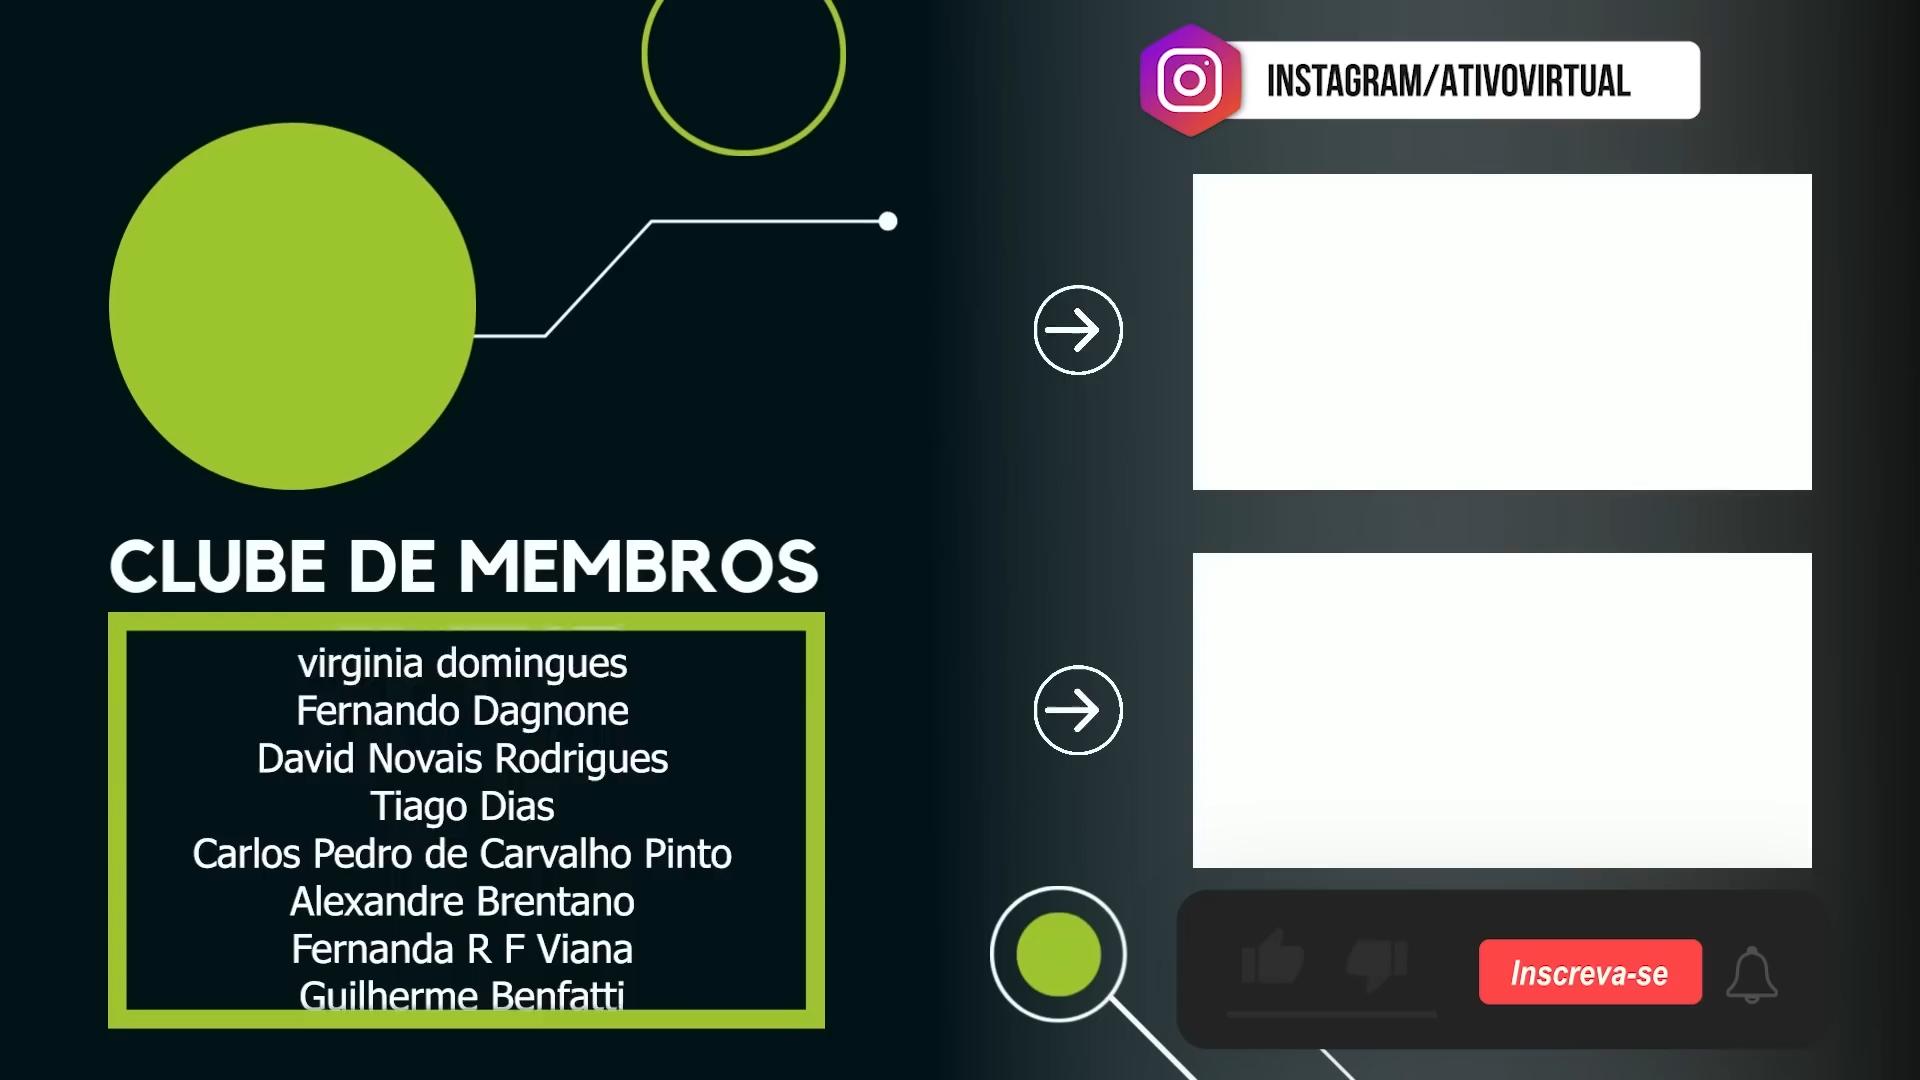 INSTAGRAM/ATIVOVIRTUAL
CLUBE DE MEMBROS
virginia domingues
Fernando Dagnone
David Novais Rodrigues
Tiago Dias
Carlos Pedro de Carvalho Pinto
Alexandre Brentano
Fernanda R F Viana
Guilherme Benfatti
Inscreva-se